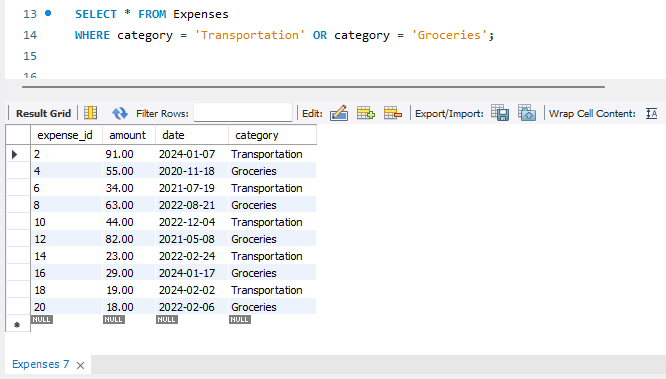 13 SELECT * FROM Expenses
14 WHERE category = 'Transportation' OR category = 'Groceries';
15
16
Result Grid Filter Rows: Edit: Export/Import: Wrap Cell Content: IA
expense_id amount date category
2 91.00 2024-01-07 Transportation
4 55.00 2020-11-18 Groceries
6 34.00 2021-07-19 Transportation
8 63.00 2022-08-21 Groceries
10 44.00 2022-12-04 Transportation
12 82.00 2021-05-08 Groceries
14 23.00 2022-02-24 Transportation
16 29.00 2024-01-17 Groceries
18 19.00 2024-02-02 Transportation
20 18.00 2022-02-06 Groceries
NULL NULL NULL NULL
Expenses 7